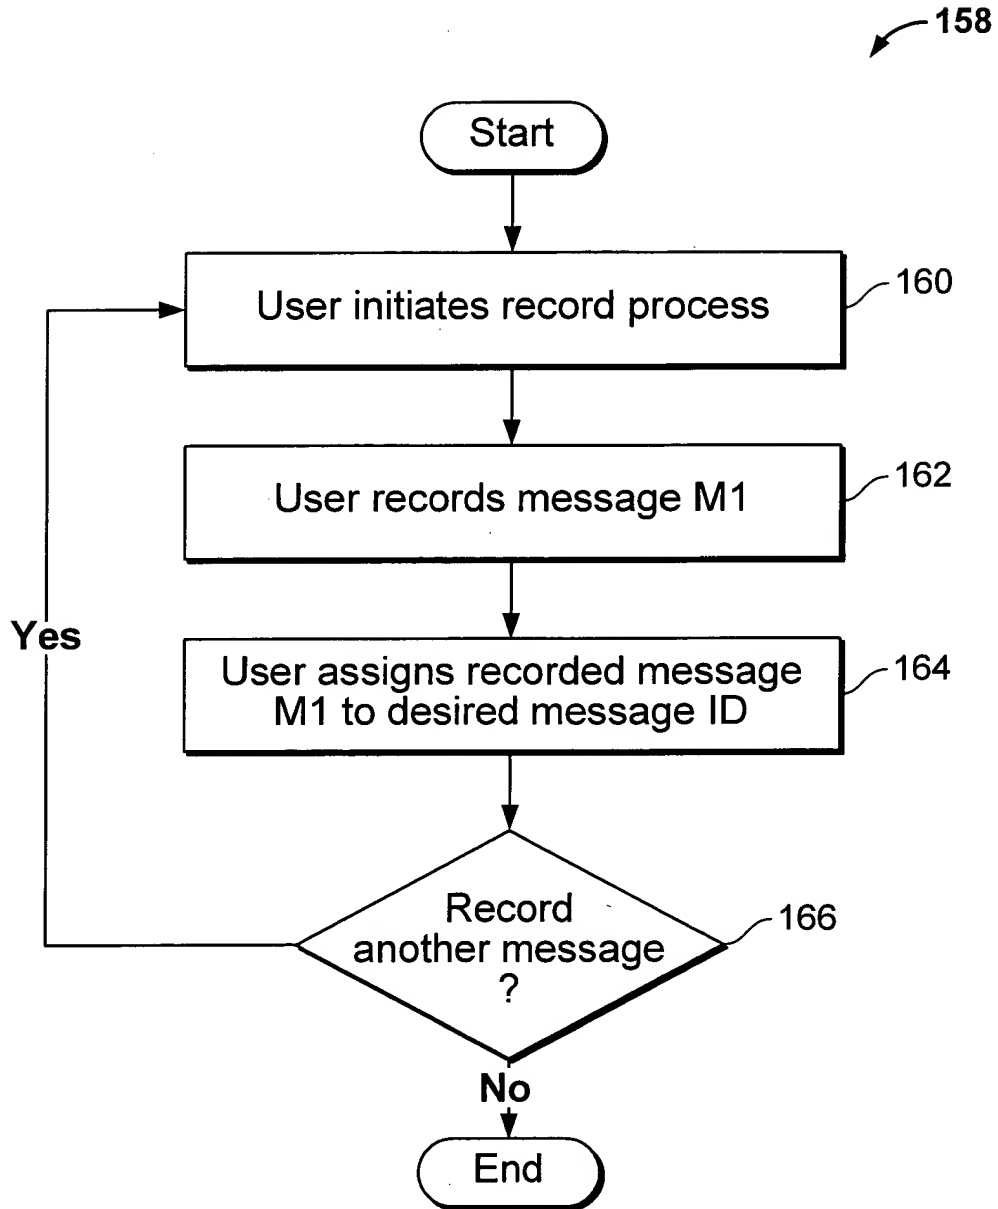 158
Start
User initiates record process
160
User records message M1
162
Yes
User assigns recorded message
M1 to desired message ID
164
Record
another message
?
166
No
End